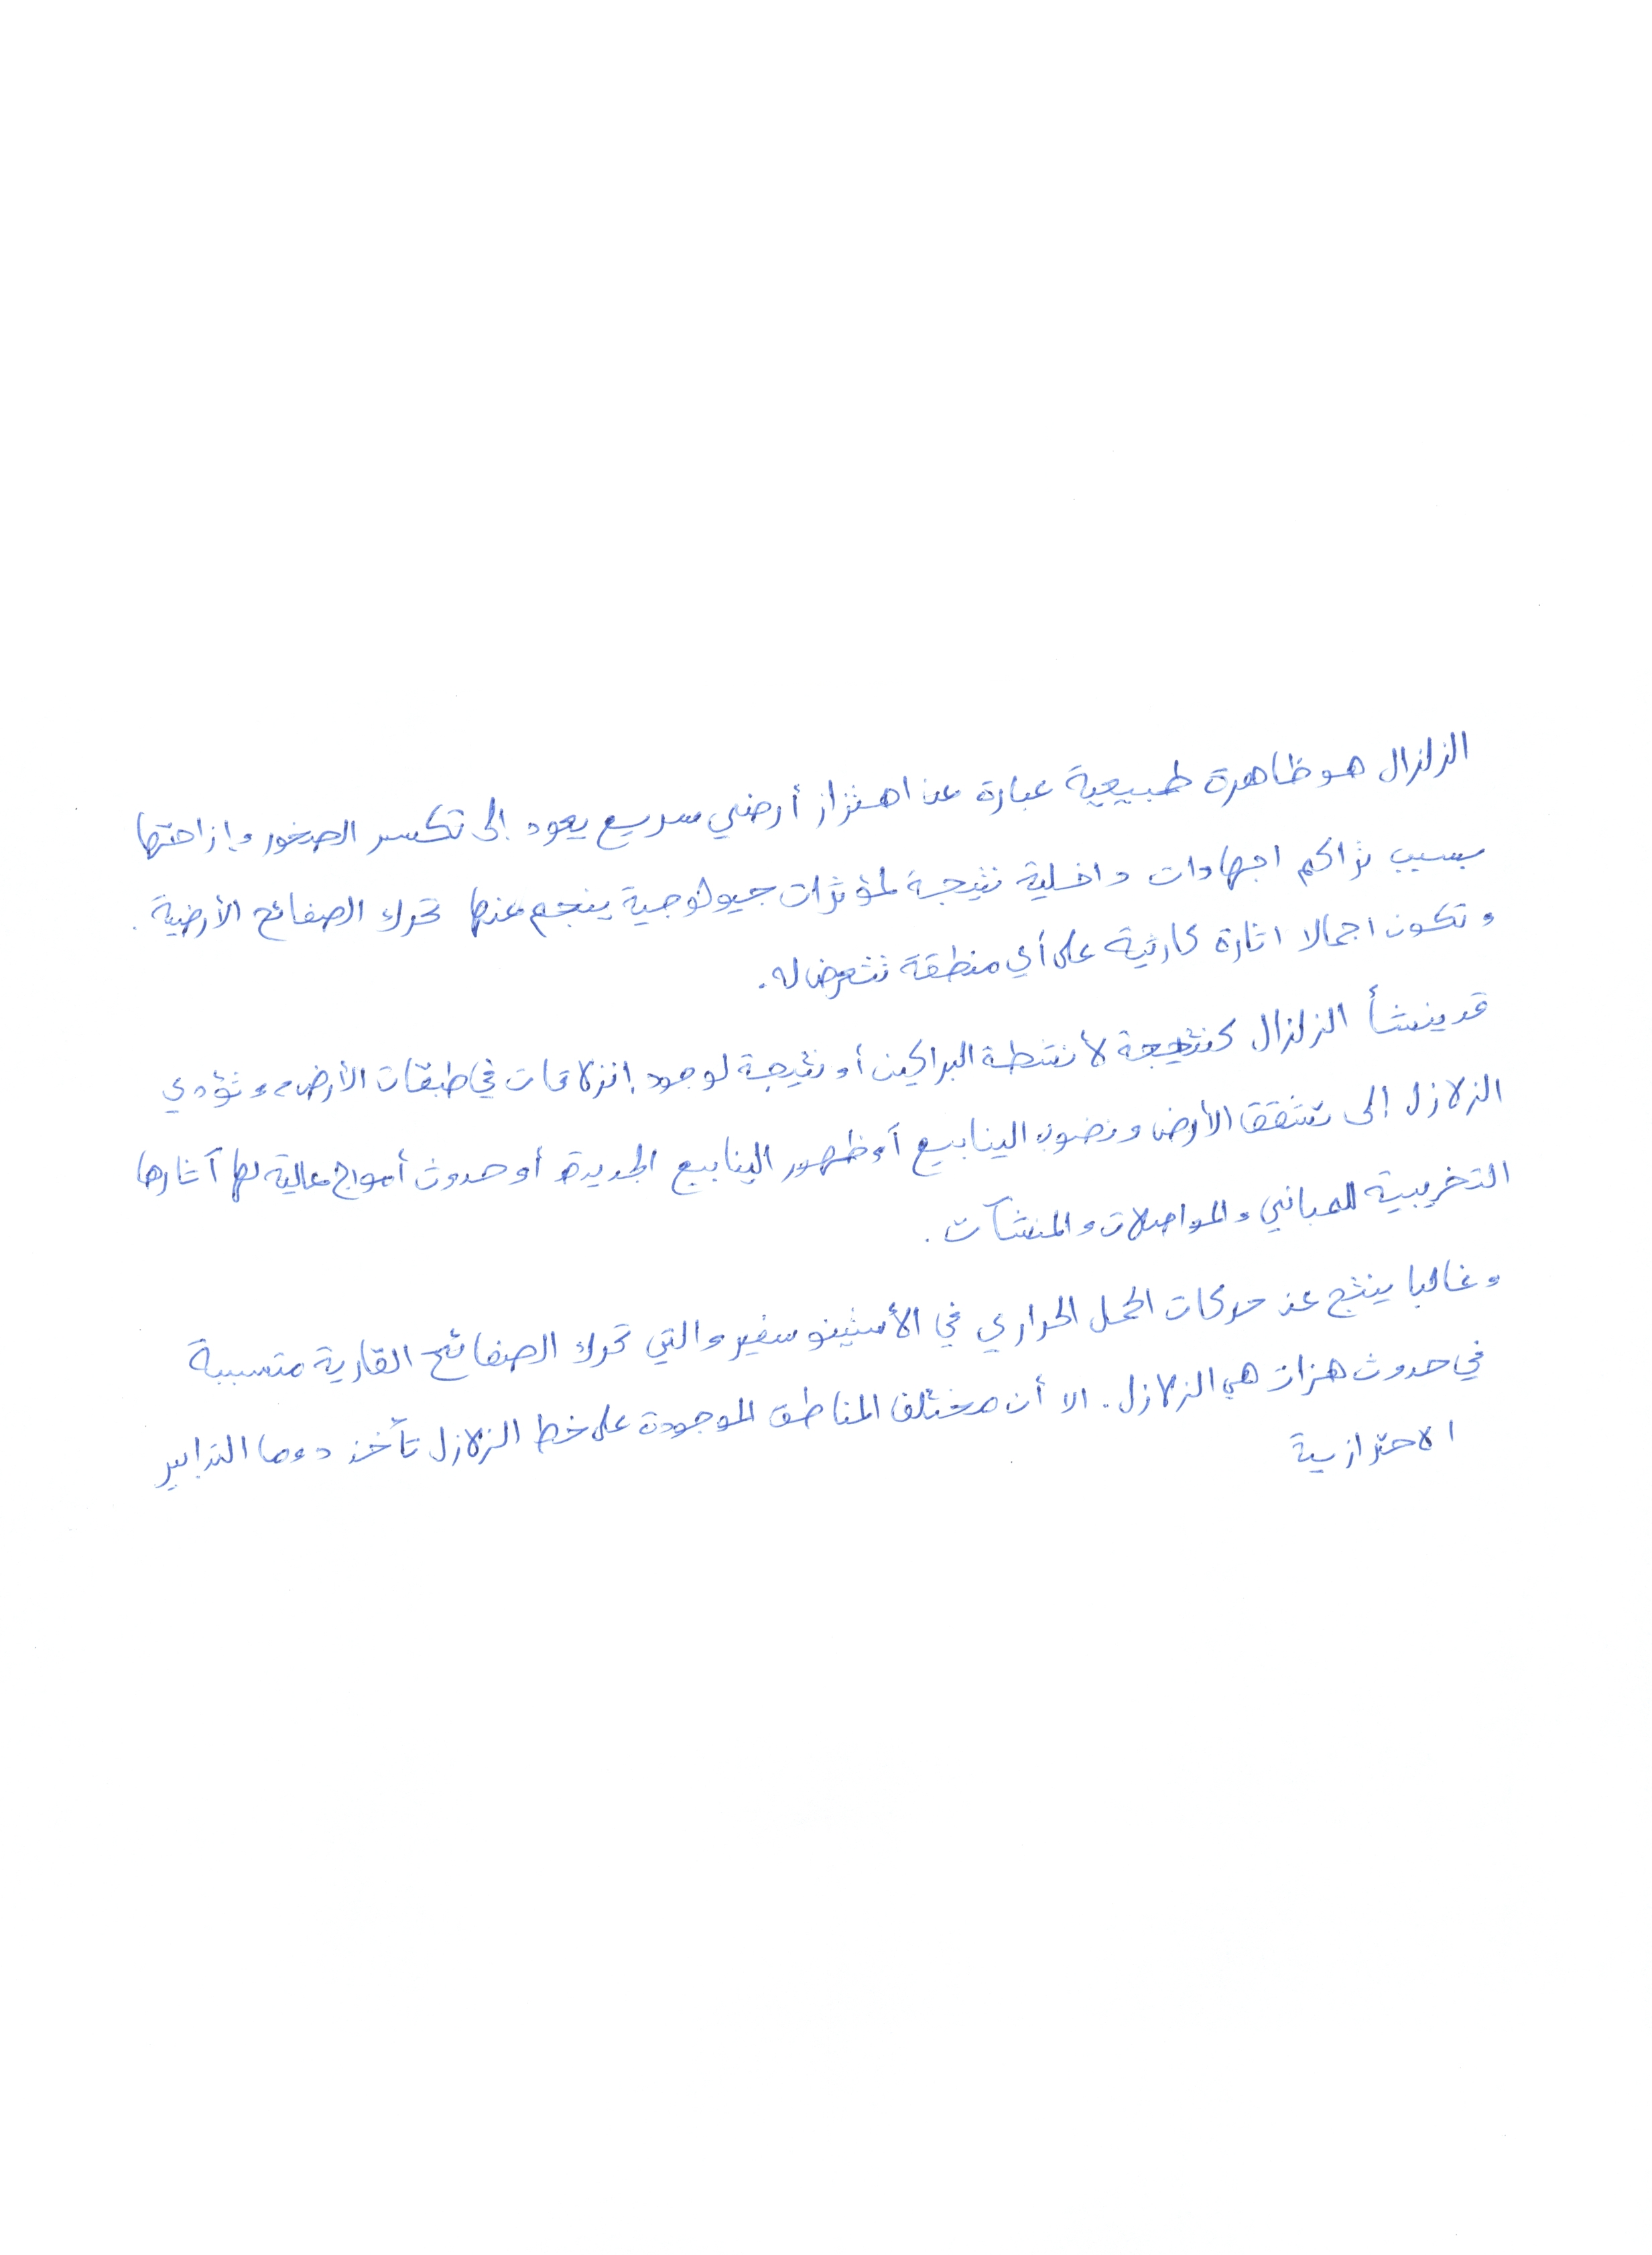 الزلزال هو ظاهرة طبيعية عبارة عن اهتزاز أرضي سريع يعود إلى تكسر الصخور وإزاحتها
بسبب تراكم اجهادات داخلية نتيجة لمؤثرات جيولوجية ينجم عنها تحرك الصفائح الأرضية.
وتكون اجمالا اثارة كارثية على أي منطقة تتعرض له.
قد ينشأ الزلزال كنتيجة لأنشطة البراكين أو نتيجة لوجود إنزلاقات في طبقات الأرض، وتؤدي
الزلازل إلى تشقق الأرض ونضوب الينابيع أو ظهور الينابيع الجديدة أو حدوث أمواج عالية لها آثارها
التخريبية للمباني والمواصلات والمنشآت.
وغالبا ينتج عن حركات الحمل الحراري في الأستينوسفير والتي تحرك الصفائح القارية متسببة
في حدوث هزات هي الزلازل. الا أن مختلف المناطق الموجودة على خط الزلازل تأخذ دوما التدابير
الاحترازية